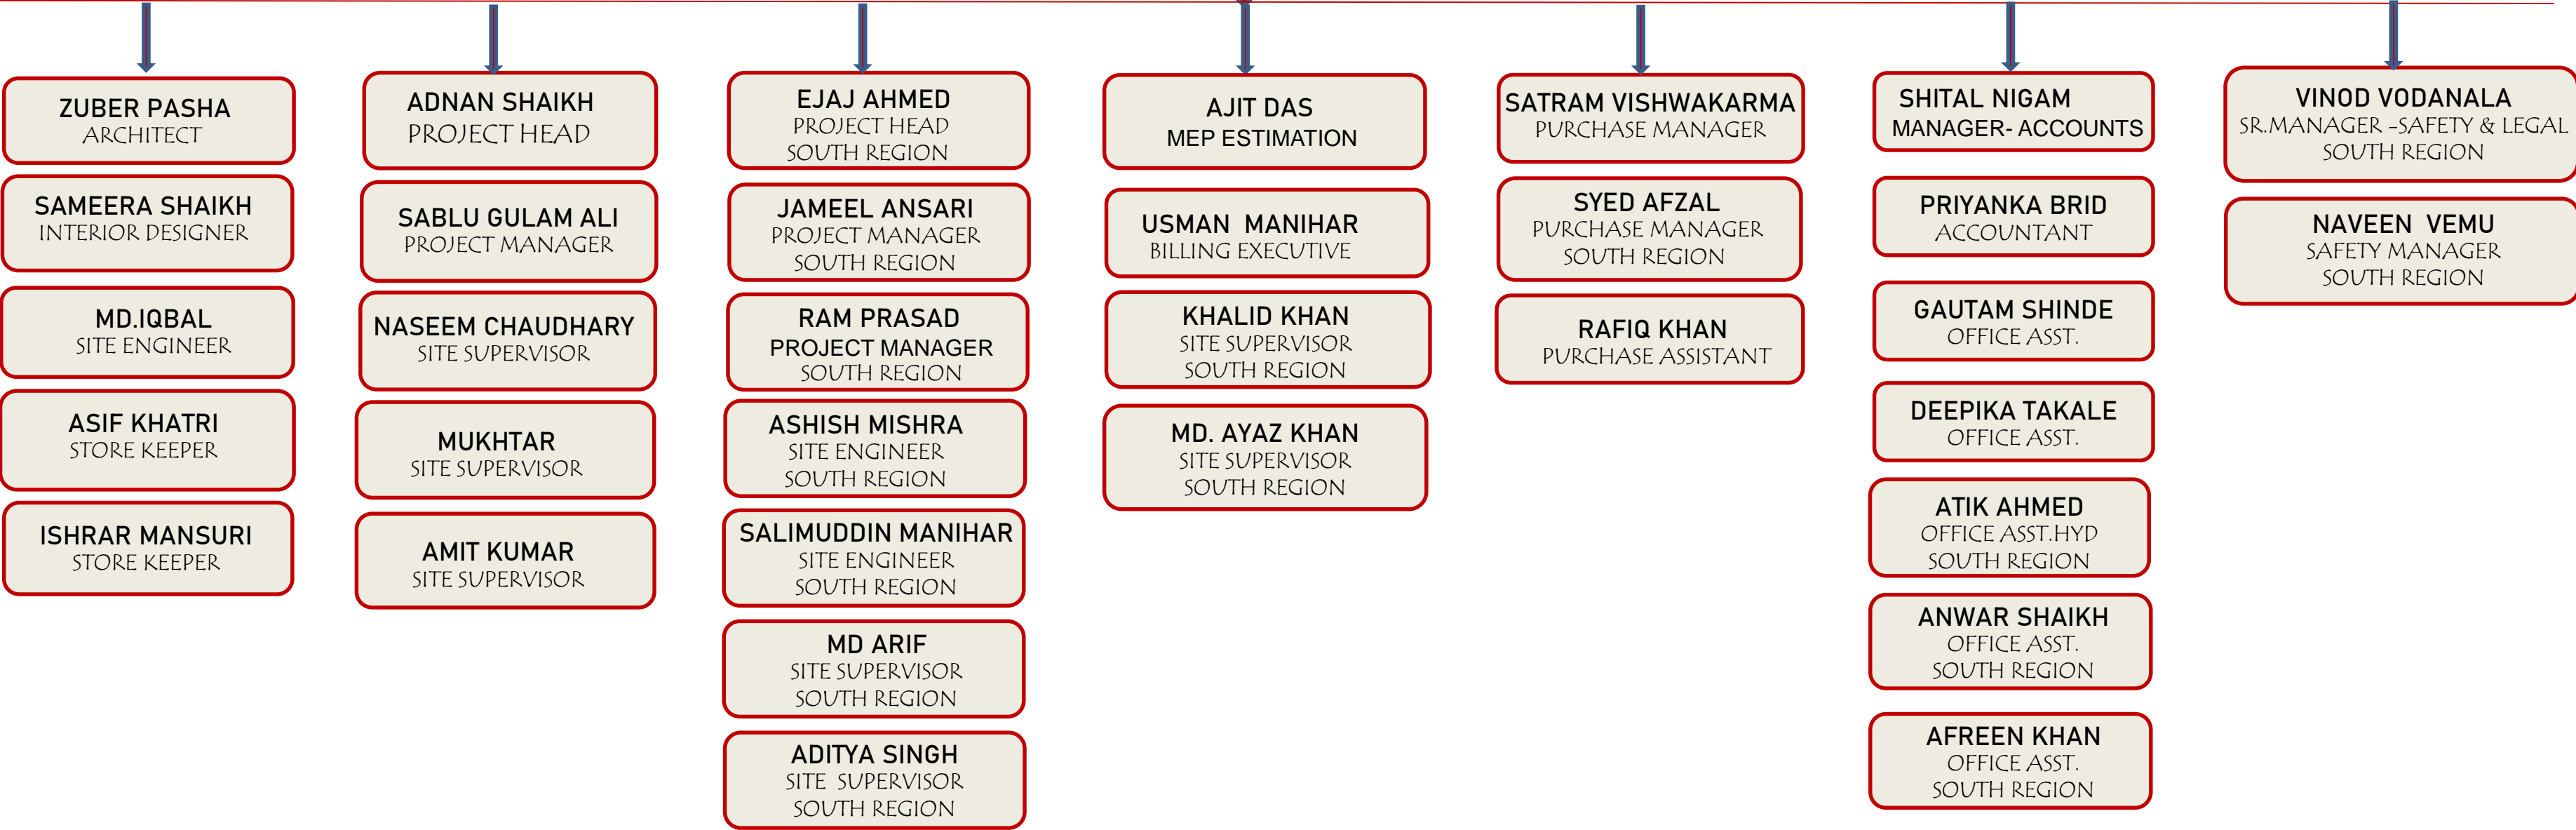 ZUBER PASHA
ARCHITECT
SAMEERA SHAIKH
INTERIOR DESIGNER
MD.IQBAL
SITE ENGINEER
ASIF KHATRI
STORE KEEPER
ISHRAR MANSURI
STORE KEEPER
ADNAN SHAIKH
PROJECT HEAD
SABLU GULAM ALI
PROJECT MANAGER
NASEEM CHAUDHARY
SITE SUPERVISOR
MUKHTAR
SITE SUPERVISOR
AMIT KUMAR
SITE SUPERVISOR
EJAJ AHMED
PROJECT HEAD
SOUTH REGION
JAMEEL ANSARI
PROJECT MANAGER
SOUTH REGION
RAM PRASAD
PROJECT MANAGER
SOUTH REGION
ASHISH MISHRA
SITE ENGINEER
SOUTH REGION
SALIMUDDIN MANIHAR
SITE ENGINEER
SOUTH REGION
MD ARIF
SITE SUPERVISOR
SOUTH REGION
ADITYA SINGH
SITE SUPERVISOR
SOUTH REGION
AJIT DAS
MEP ESTIMATION
USMAN MANIHAR
BILLING EXECUTIVE
KHALID KHAN
SITE SUPERVISOR
SOUTH REGION
MD. AYAZ KHAN
SITE SUPERVISOR
SOUTH REGION
SATRAM VISHWAKARMA
PURCHASE MANAGER
SYED AFZAL
PURCHASE MANAGER
SOUTH REGION
RAFIQ KHAN
PURCHASE ASSISTANT
SHITAL NIGAM
MANAGER- ACCOUNTS
PRIYANKA BRID
ACCOUNTANT
GAUTAM SHINDE
OFFICE ASST.
DEEPIKA TAKALE
OFFICE ASST.
ATIK AHMED
OFFICE ASST.HYD
SOUTH REGION
ANWAR SHAIKH
OFFICE ASST.
SOUTH REGION
AFREEN KHAN
OFFICE ASST.
SOUTH REGION
VINOD VODANALA
SR.MANAGER -SAFETY & LEGAL
SOUTH REGION
NAVEEN VEMU
SAFETY MANAGER
SOUTH REGION